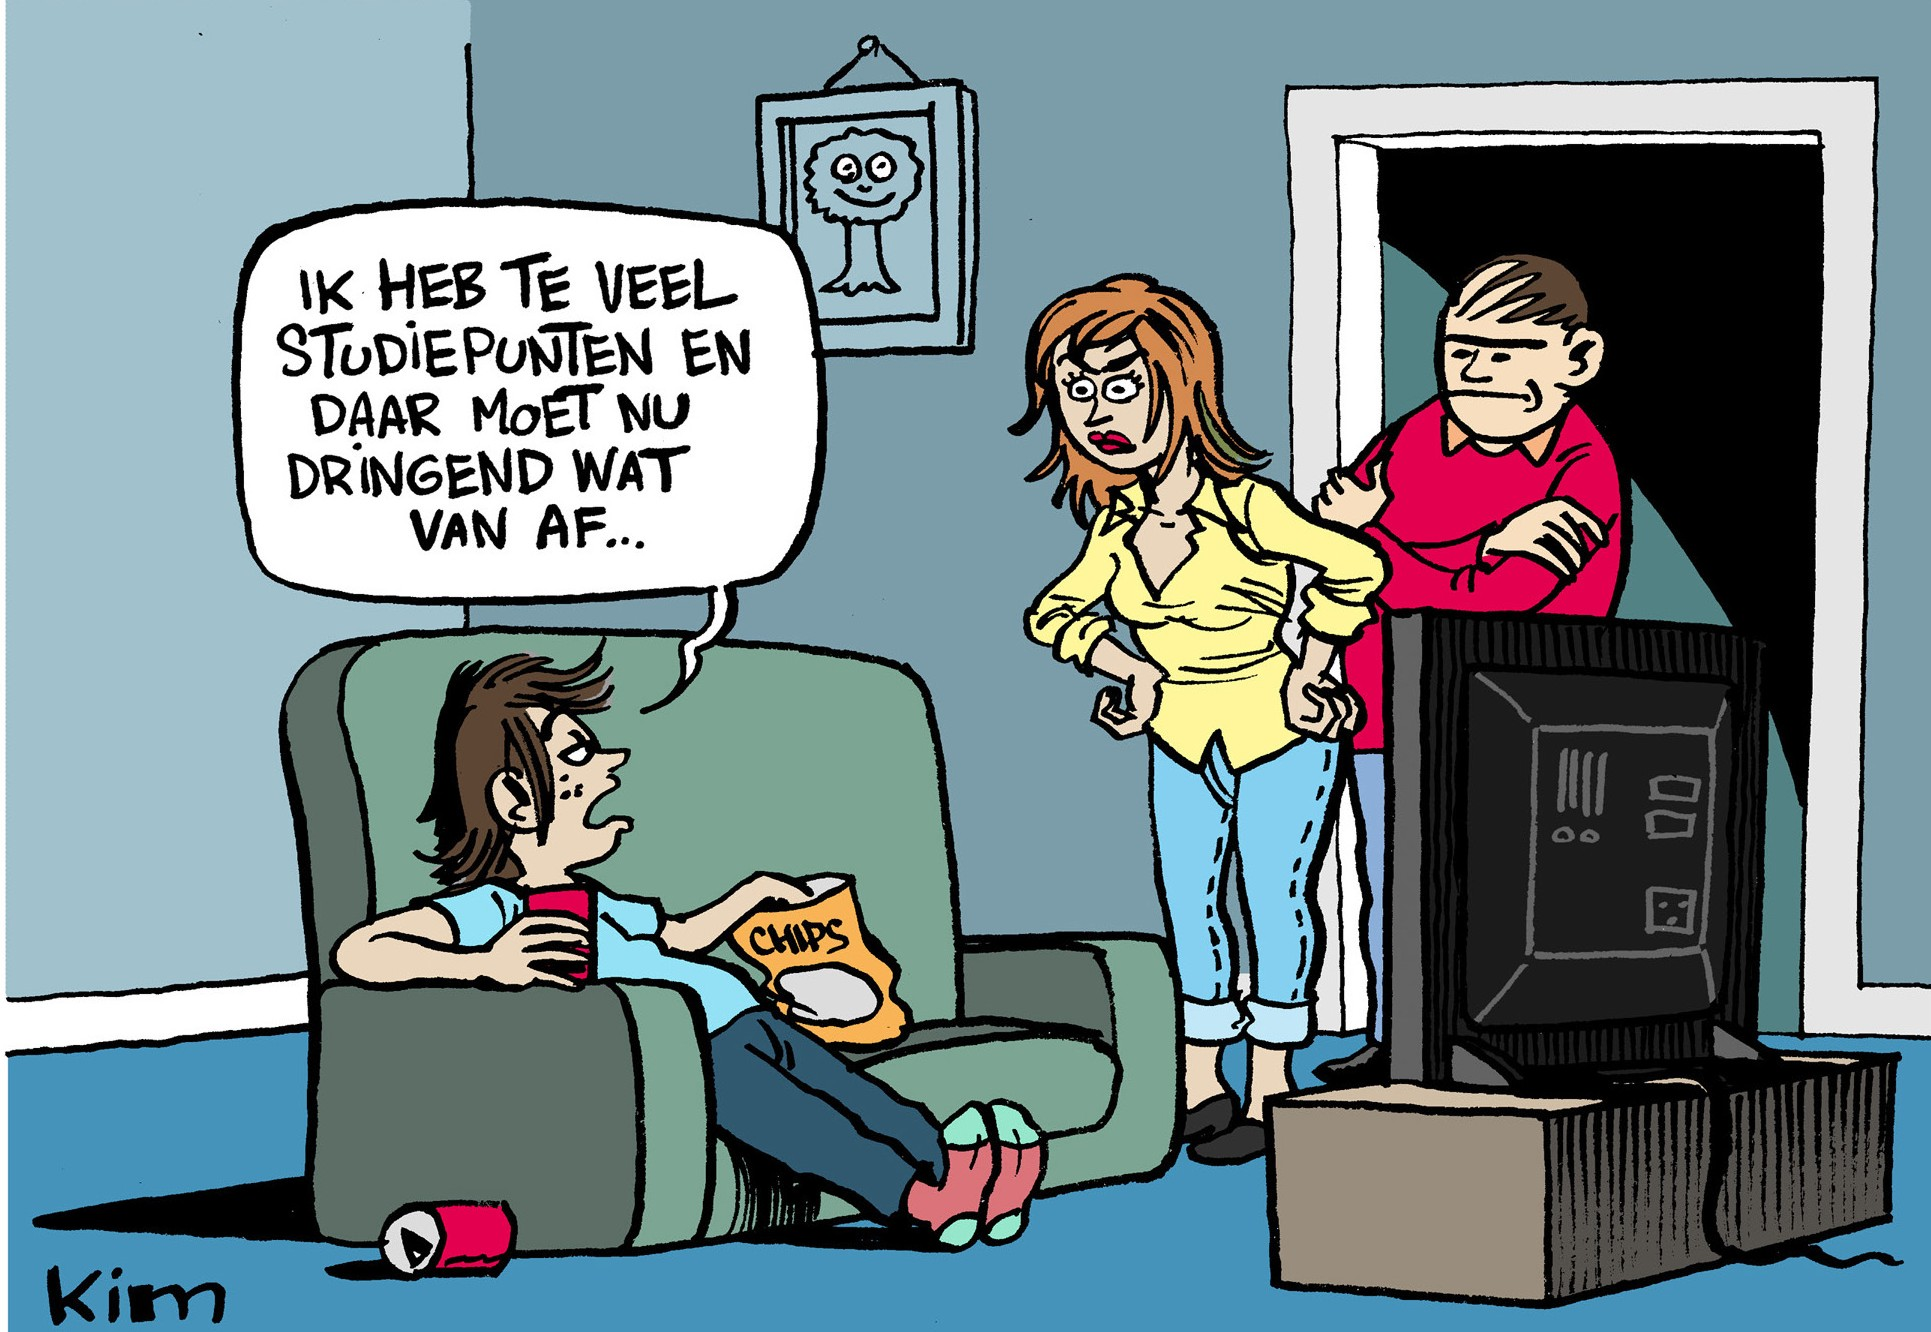 IK HEB TE VEEL
STUDIEPUNTEN EN
DAAR MOET NU
DRINGEND WAT
VAN AF...
CHIPS
Kim